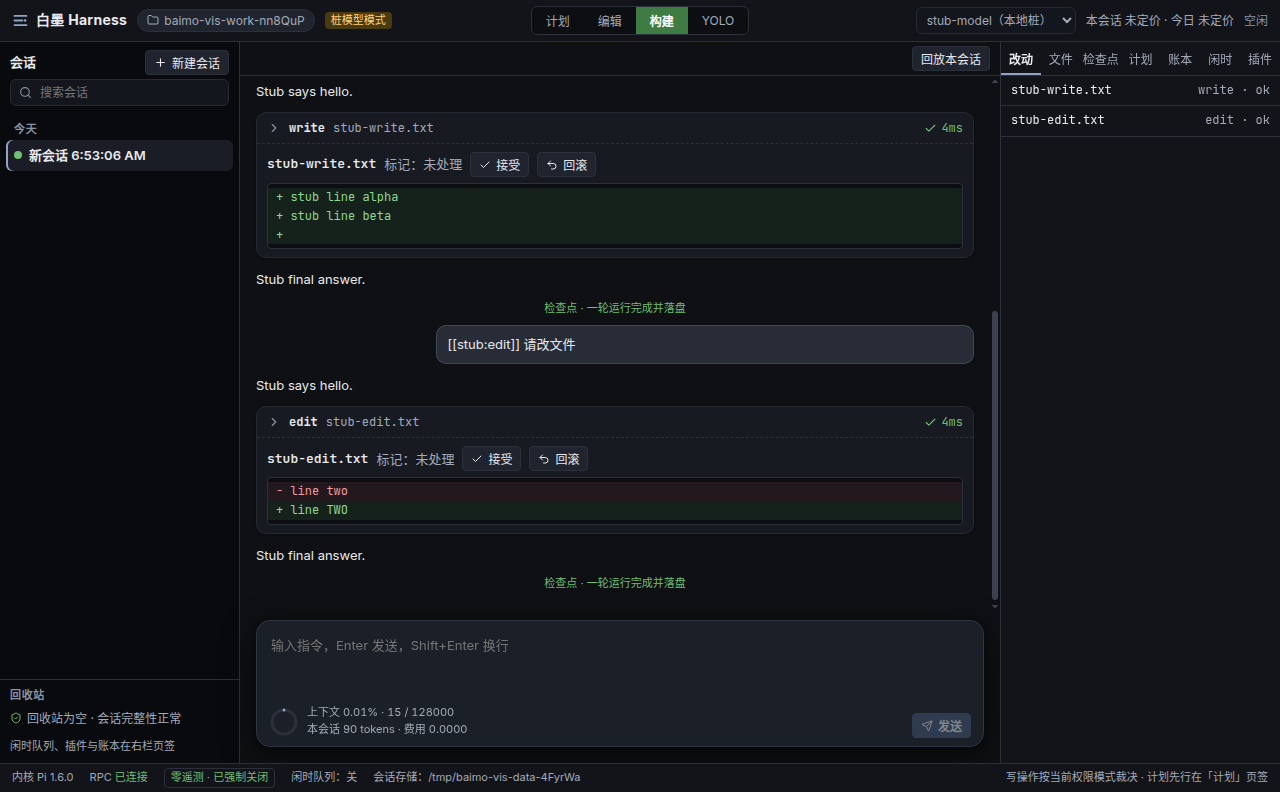 白墨 Harness
baimo-vis-work-nn8QuP
桩模型模式
计划 编辑 构建 YOLO
stub-model（本地桩）
本会话 未定价 · 今日 未定价 空闲
会话
新建会话
搜索会话
今天
新会话 6:53:06 AM
回收站
回收站为空 · 会话完整性正常
闲时队列、插件与账本在右栏页签
回放本会话
Stub says hello.
write stub-write.txt 4ms
stub-write.txt 标记：未处理 接受 回滚
+ stub line alpha
+ stub line beta
+
Stub final answer.
检查点 · 一轮运行完成并落盘
[[stub:edit]] 请改文件
Stub says hello.
edit stub-edit.txt 4ms
stub-edit.txt 标记：未处理 接受 回滚
- line two
+ line TWO
Stub final answer.
检查点 · 一轮运行完成并落盘
输入指令，Enter 发送，Shift+Enter 换行
上下文 0.01% · 15 / 128000
本会话 90 tokens · 费用 0.0000
发送
改动 文件 检查点 计划 账本 闲时 插件
stub-write.txt write · ok
stub-edit.txt edit · ok
内核 Pi 1.6.0 RPC 已连接 零遥测 · 已强制关闭 闲时队列：关 会话存储：/tmp/baimo-vis-data-4FyrWa
写操作按当前权限模式裁决 · 计划先行在「计划」页签